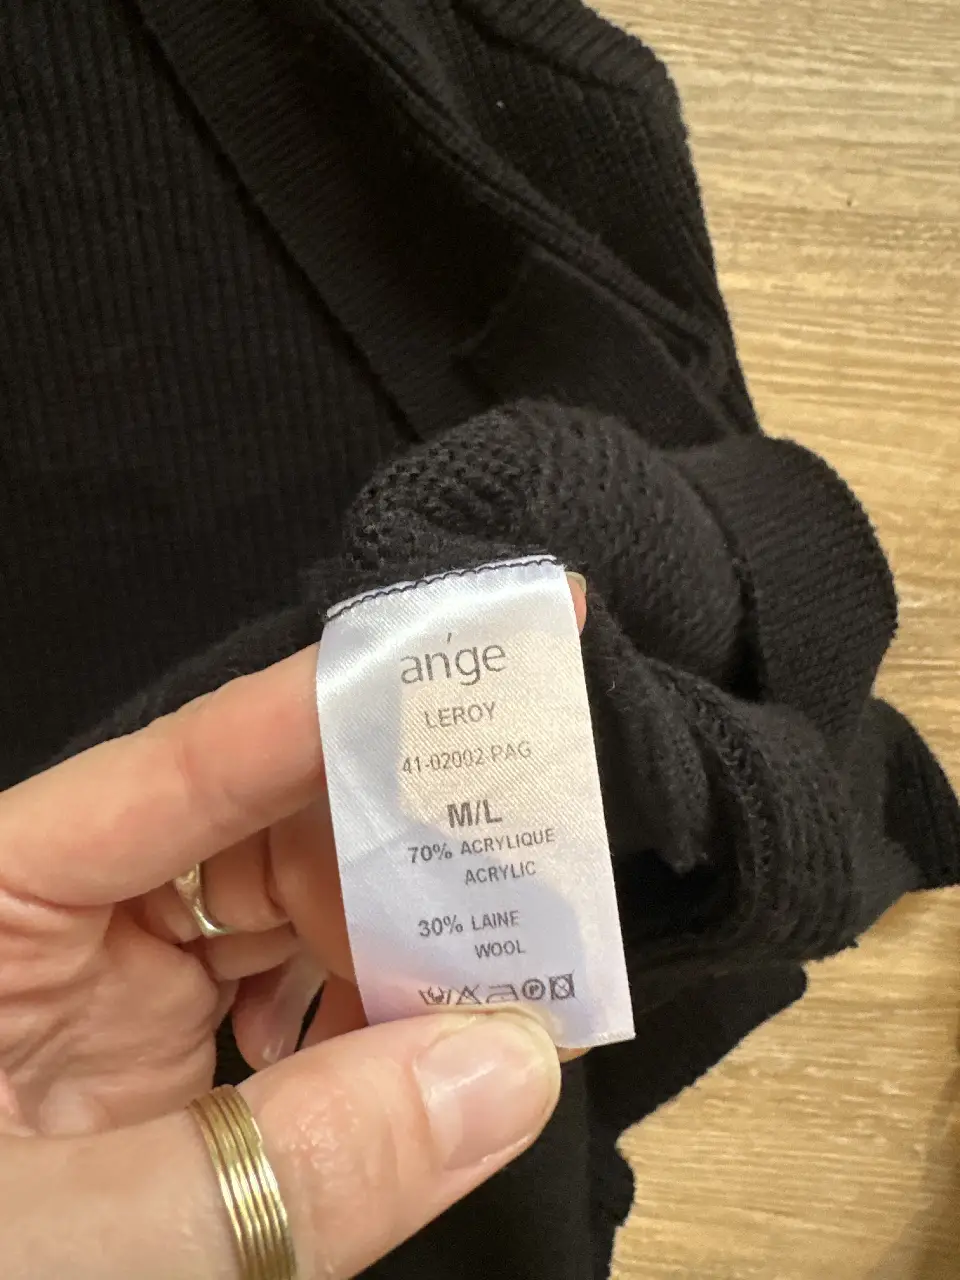 an'ge
LEROY
41-02002 PAG
M/L
70% ACRYLIQUE
ACRYLIC
30% LAINE
WOOL
P